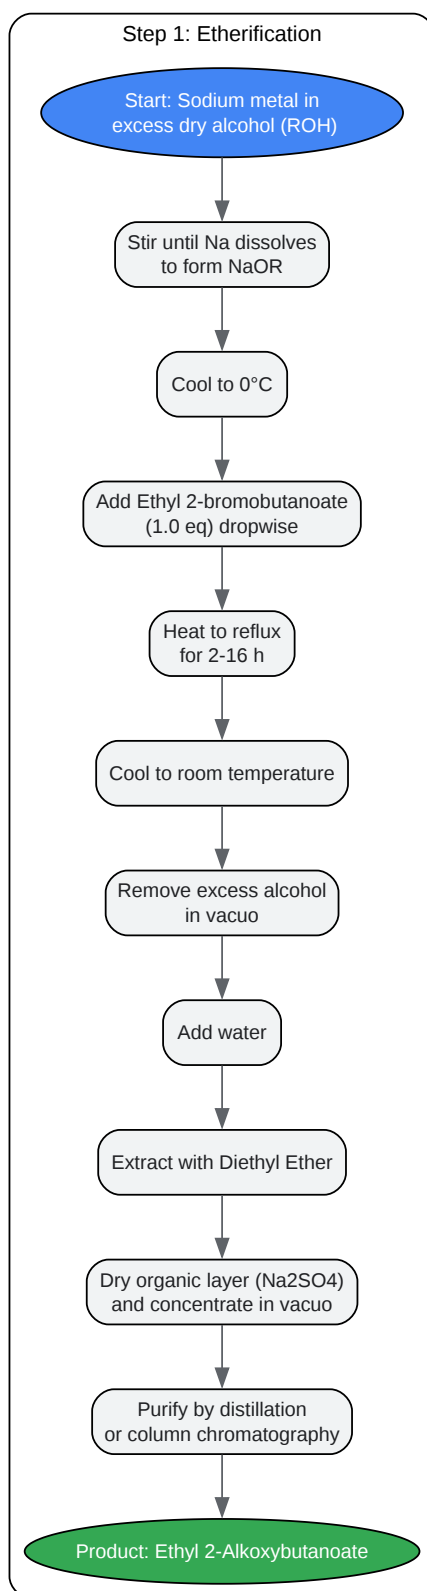 Step 1: Etherification
Start: Sodium metal in
excess dry alcohol (ROH)
Stir until Na dissolves
to form NaOR
Cool to 0°C
Add Ethyl 2-bromobutanoate
(1.0 eq) dropwise
Heat to reflux
for 2-16 h
Cool to room temperature
Remove excess alcohol
in vacuo
Add water
Extract with Diethyl Ether
Dry organic layer (Na2SO4)
and concentrate in vacuo
Purify by distillation
or column chromatography
Product: Ethyl 2-Alkoxybutanoate